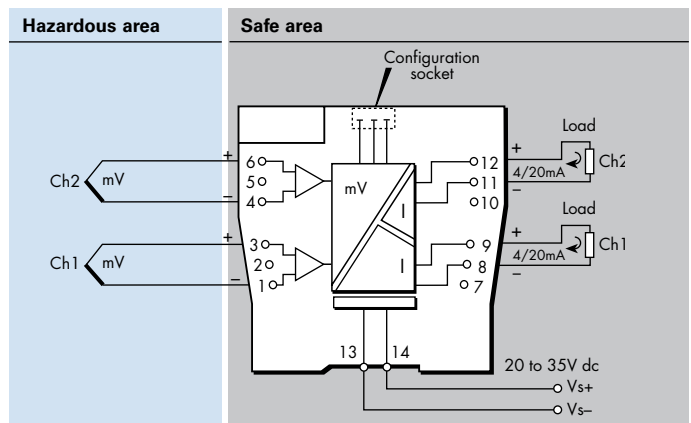 Hazardous area
Safe area
Configuration
socket
Load
+
6
5
4
−
Ch2
mV
mV
12
11
10
+
4/20mA
−
Ch2
Load
Ch1
mV
+
3
2
1
−
I
I
9
8
7
+
4/20mA
−
Ch1
13
14
20 to 35V dc
Vs+
Vs−